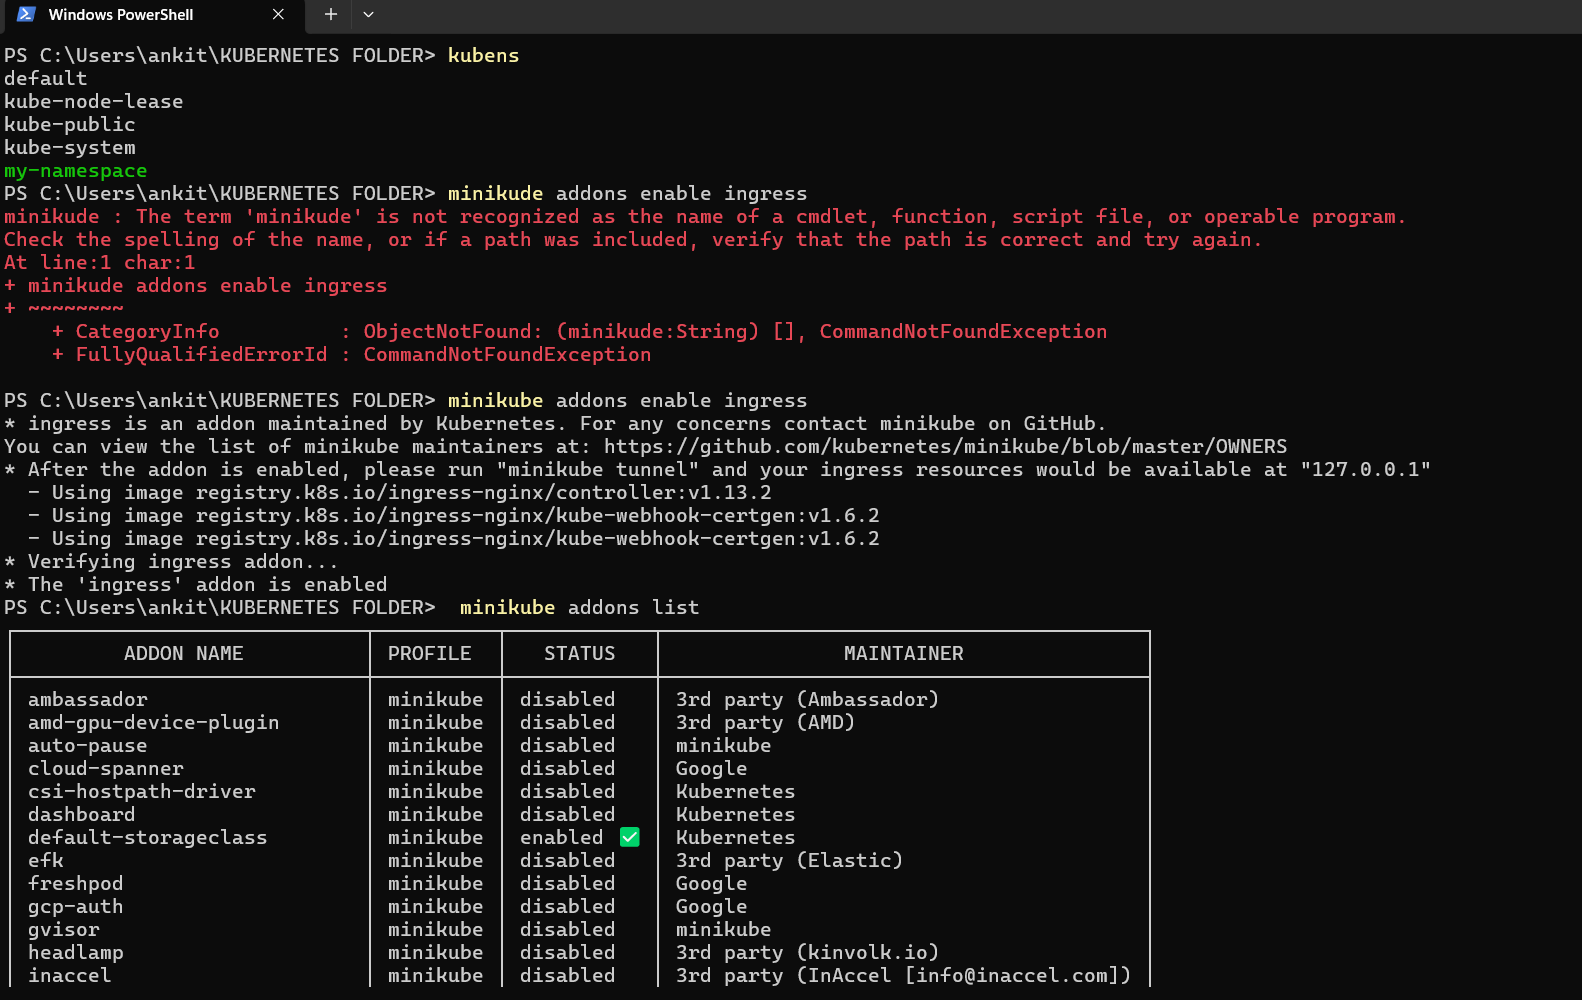 Windows PowerShell
PS C:\Users\ankit\KUBERNETES FOLDER> kubens
default
kube-node-lease
kube-public
kube-system
my-namespace
PS C:\Users\ankit\KUBERNETES FOLDER> minikude addons enable ingress
minikude : The term 'minikude' is not recognized as the name of a cmdlet, function, script file, or operable program.
Check the spelling of the name, or if a path was included, verify that the path is correct and try again.
At line:1 char:1
+ minikude addons enable ingress
+ ~~~~~~~~
    + CategoryInfo          : ObjectNotFound: (minikude:String) [], CommandNotFoundException
    + FullyQualifiedErrorId : CommandNotFoundException
PS C:\Users\ankit\KUBERNETES FOLDER> minikube addons enable ingress
* ingress is an addon maintained by Kubernetes. For any concerns contact minikube on GitHub.
You can view the list of minikube maintainers at: https://github.com/kubernetes/minikube/blob/master/OWNERS
* After the addon is enabled, please run "minikube tunnel" and your ingress resources would be available at "127.0.0.1"
  - Using image registry.k8s.io/ingress-nginx/controller:v1.13.2
  - Using image registry.k8s.io/ingress-nginx/kube-webhook-certgen:v1.6.2
  - Using image registry.k8s.io/ingress-nginx/kube-webhook-certgen:v1.6.2
* Verifying ingress addon...
* The 'ingress' addon is enabled
PS C:\Users\ankit\KUBERNETES FOLDER>  minikube addons list
ADDON NAME PROFILE STATUS MAINTAINER
ambassador minikube disabled 3rd party (Ambassador)
amd-gpu-device-plugin minikube disabled 3rd party (AMD)
auto-pause minikube disabled minikube
cloud-spanner minikube disabled Google
csi-hostpath-driver minikube disabled Kubernetes
dashboard minikube disabled Kubernetes
default-storageclass minikube enabled ✅ Kubernetes
efk minikube disabled 3rd party (Elastic)
freshpod minikube disabled Google
gcp-auth minikube disabled Google
gvisor minikube disabled minikube
headlamp minikube disabled 3rd party (kinvolk.io)
inaccel minikube disabled 3rd party (InAccel [info@inaccel.com])